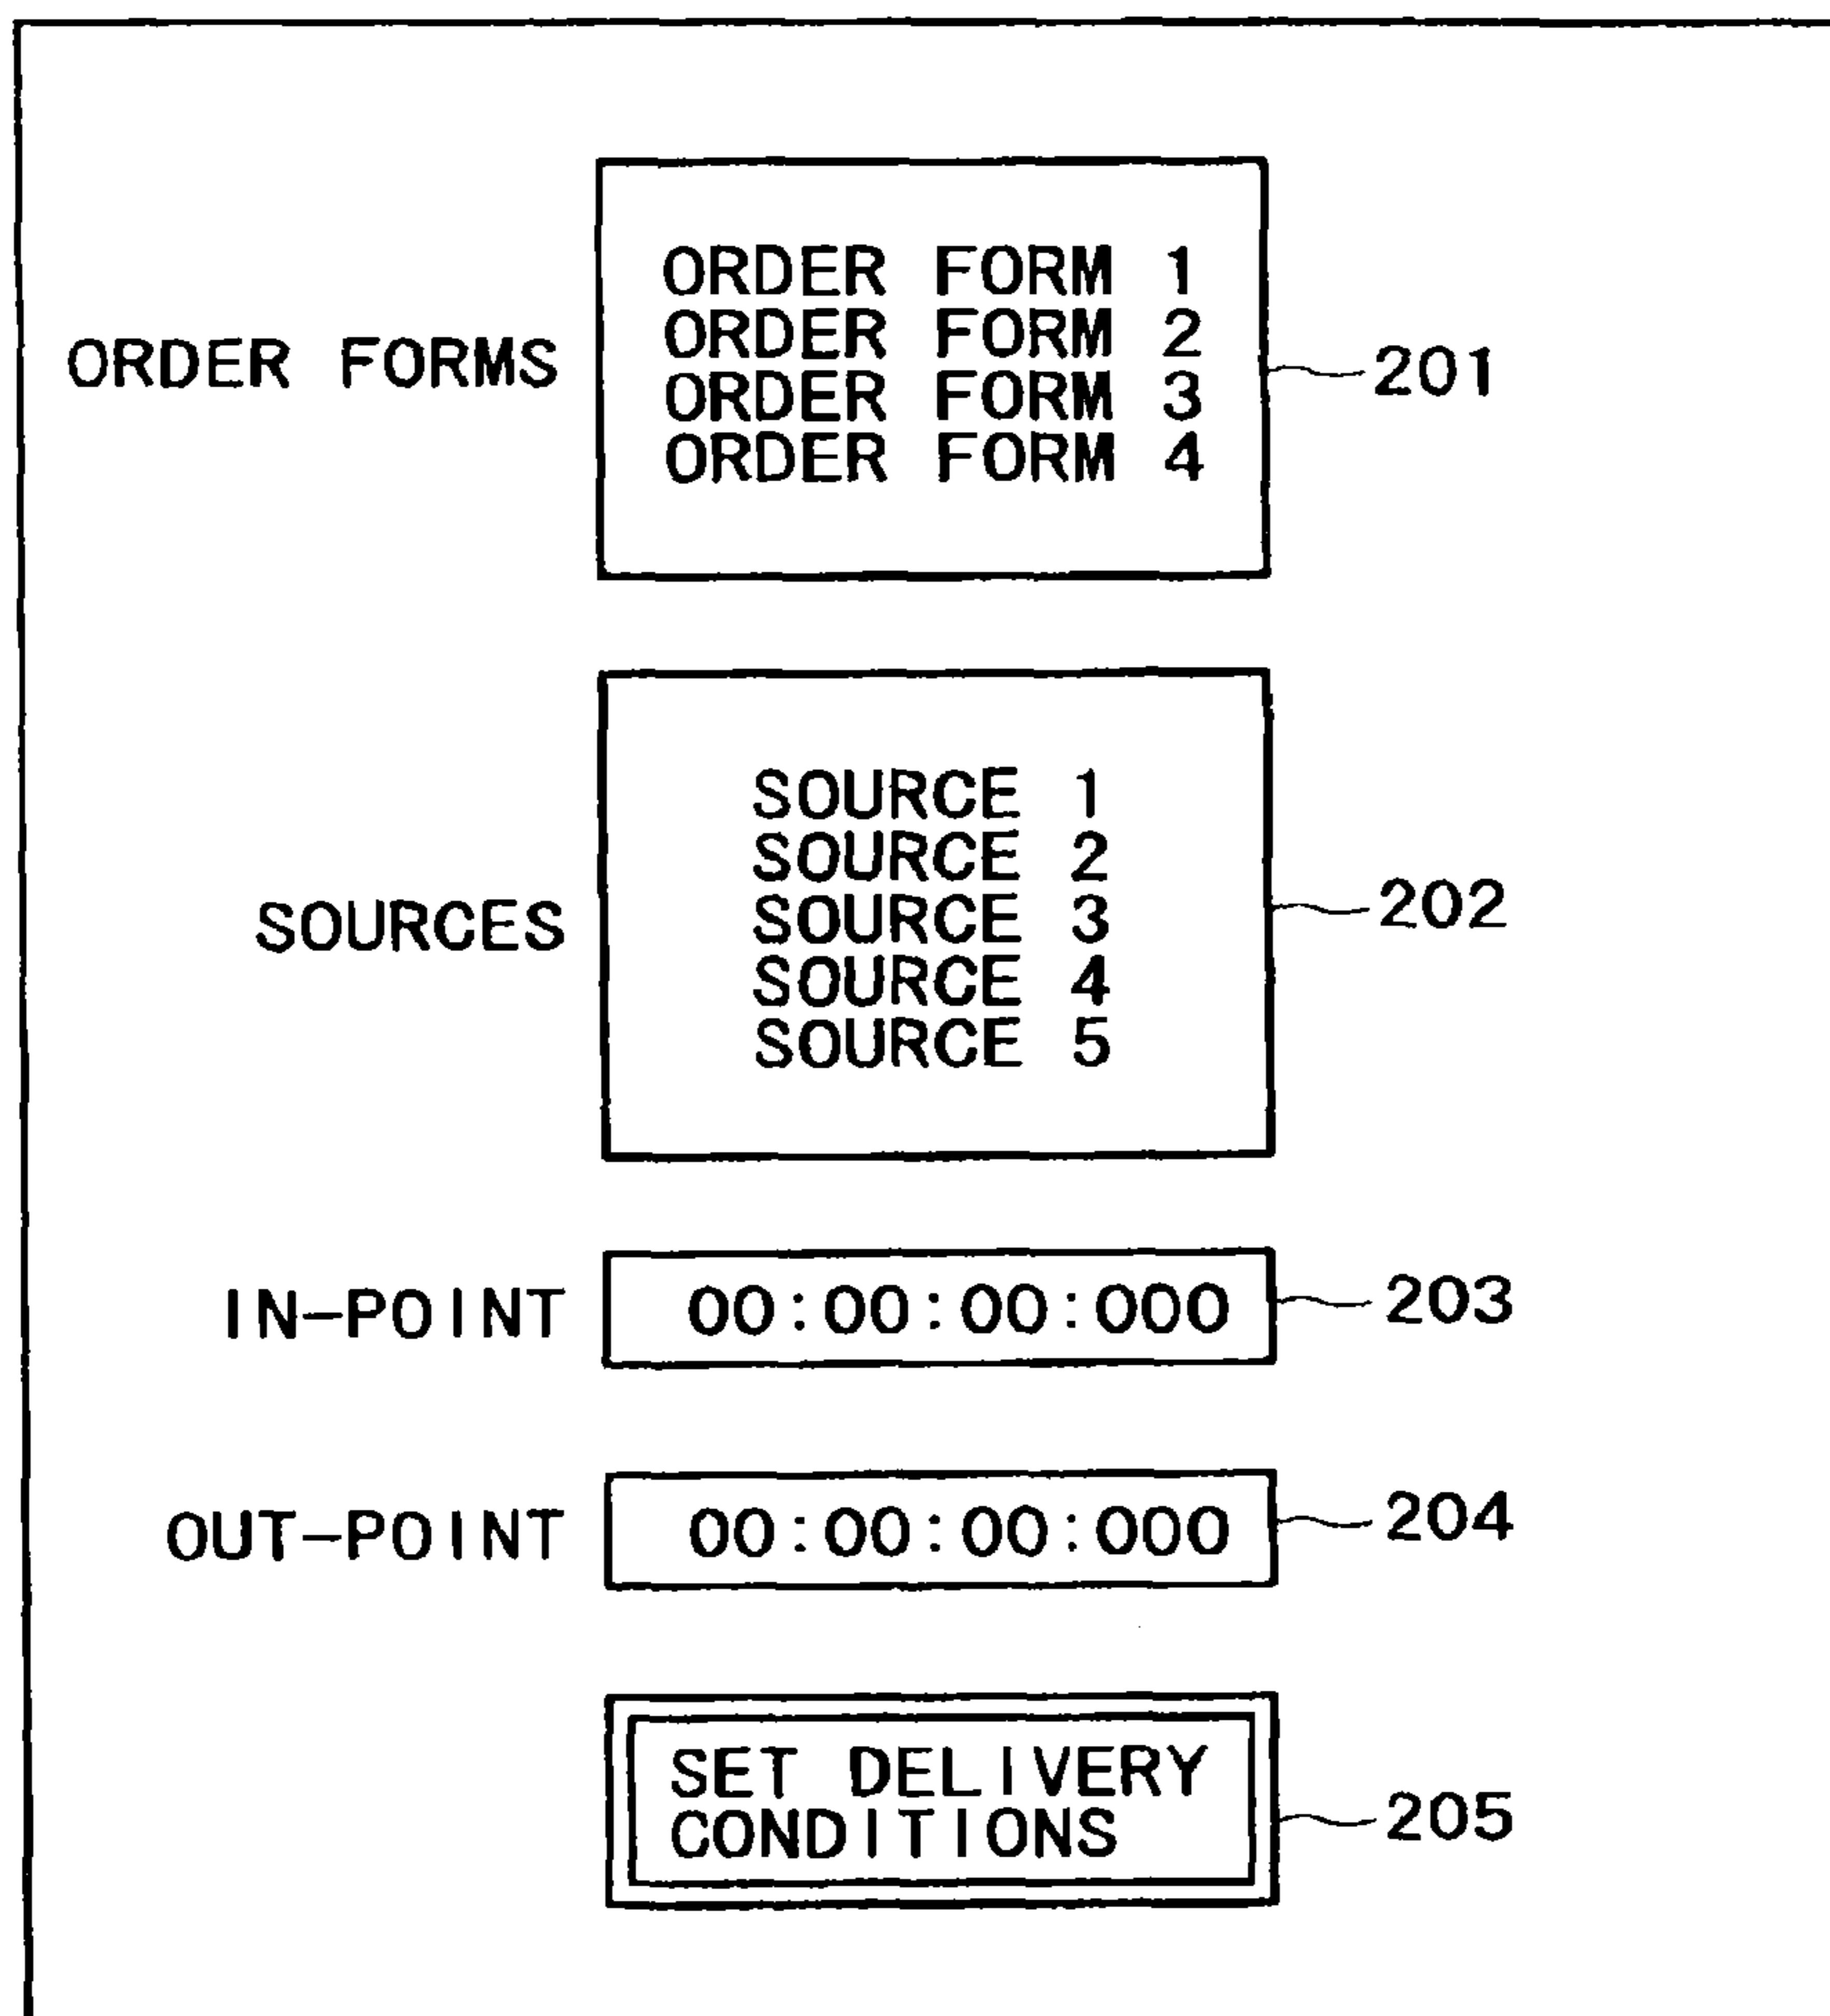 ORDER FORMS
ORDER FORM 1
ORDER FORM 2
ORDER FORM 3
ORDER FORM 4
201
SOURCES
SOURCE 1
SOURCE 2
SOURCE 3
SOURCE 4
SOURCE 5
202
IN-POINT 00:00:00:000 203
OUT-POINT 00:00:00:000 204
SET DELIVERY
CONDITIONS
205